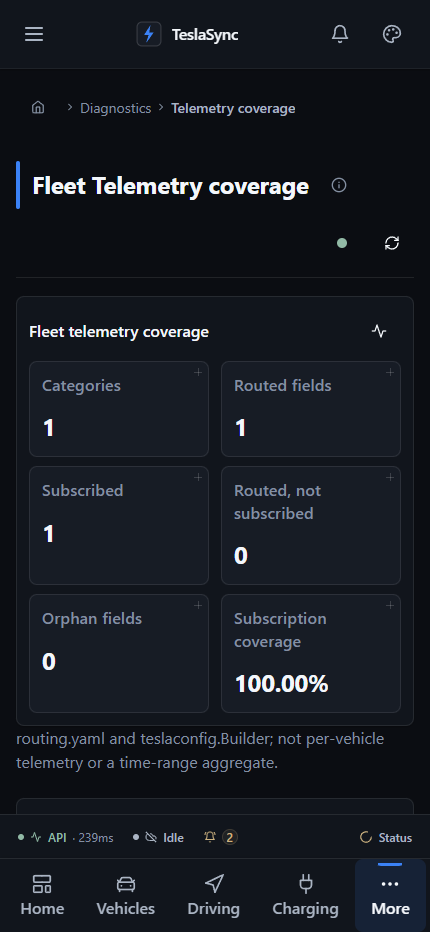 TeslaSync
Diagnostics
Telemetry coverage
Fleet Telemetry coverage
Fleet telemetry coverage
Categories
1
Routed fields
1
Subscribed
1
Routed, not
subscribed
0
Orphan fields
0
Subscription
coverage
100.00%
routing.yaml and teslaconfig.Builder; not per-vehicle
telemetry or a time-range aggregate.
API · 239ms
Idle
2
Status
Home
Vehicles
Driving
Charging
More